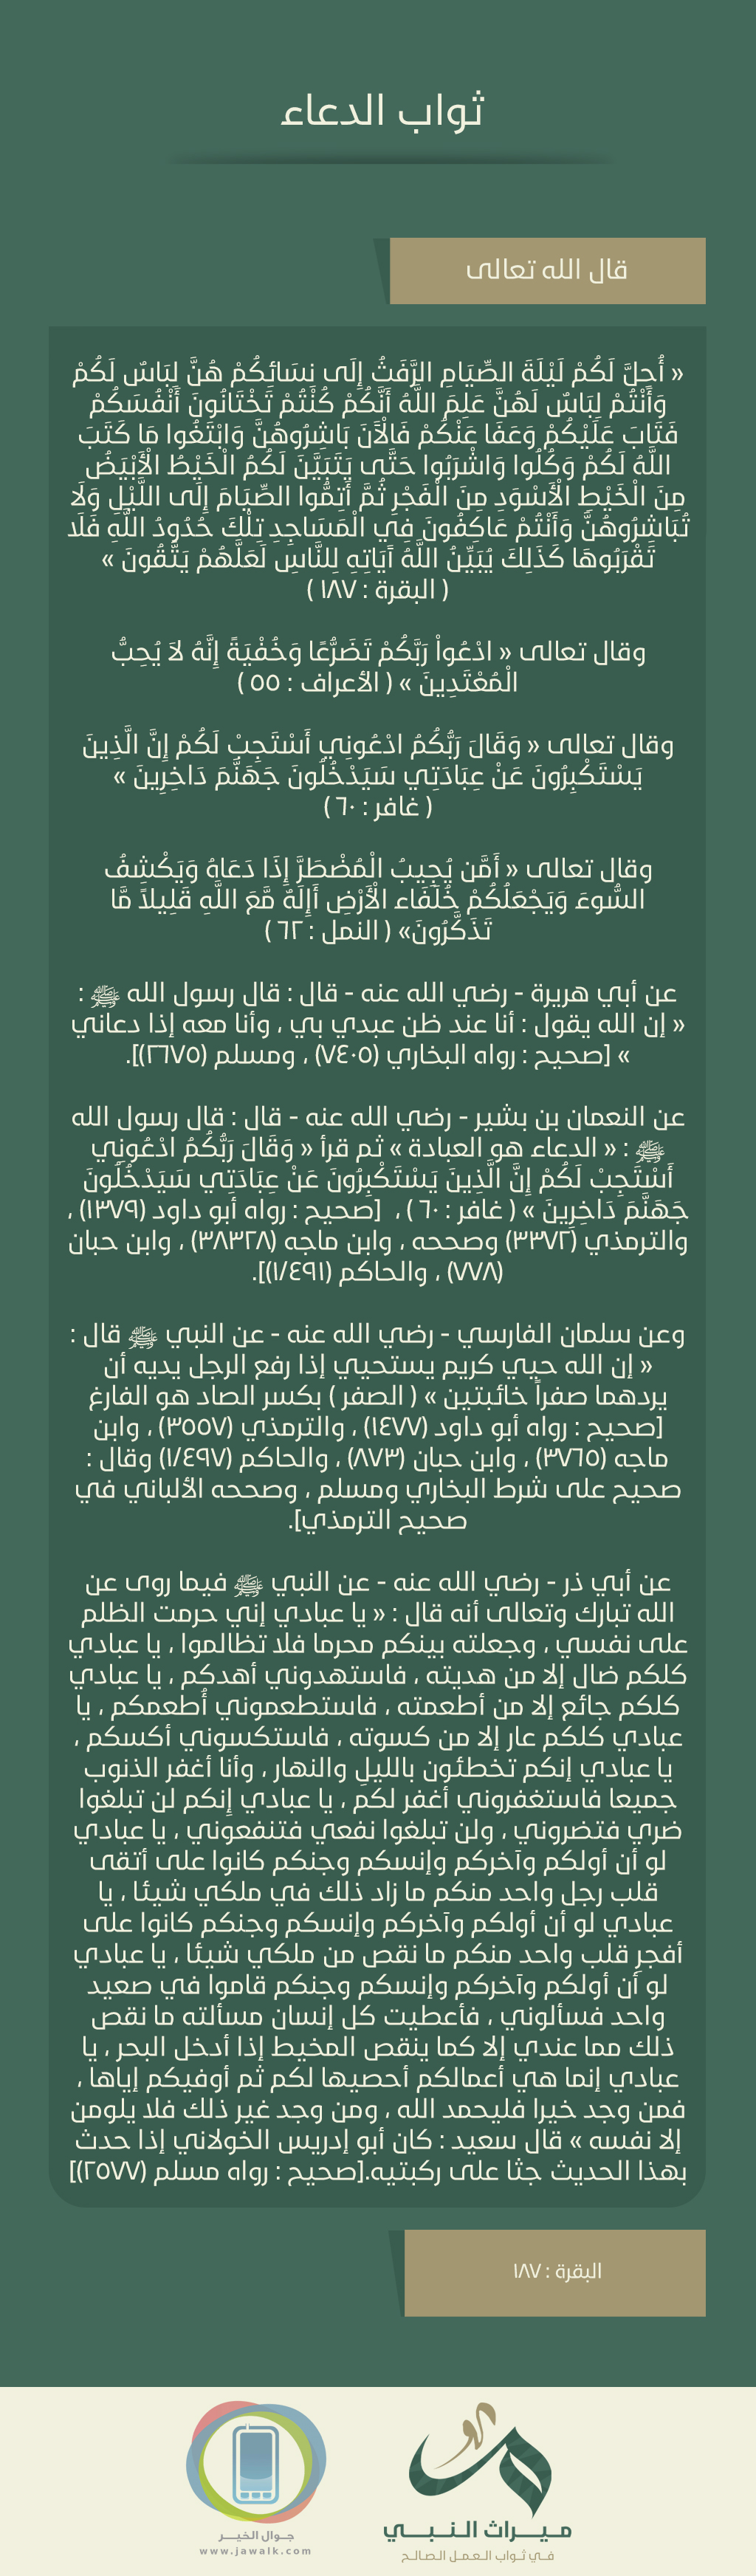 ثواب الدعاء
قال الله تعالى
« أُحِلَّ لَكُمْ لَيْلَةَ الصِّيَامِ الرَّفَثُ إِلَى نِسَائِكُمْ هُنَّ لِبَاسٌ لَكُمْ
وَأَنْتُمْ لِبَاسٌ لَهُنَّ عَلِمَ اللَّهُ أَنَّكُمْ كُنْتُمْ تَخْتَانُونَ أَنْفُسَكُمْ
فَتَابَ عَلَيْكُمْ وَعَفَا عَنْكُمْ فَالْآَنَ بَاشِرُوهُنَّ وَابْتَغُوا مَا كَتَبَ
اللَّهُ لَكُمْ وَكُلُوا وَاشْرَبُوا حَتَّى يَتَبَيَّنَ لَكُمُ الْخَيْطُ الْأَبْيَضُ
مِنَ الْخَيْطِ الْأَسْوَدِ مِنَ الْفَجْرِ ثُمَّ أَتِمُّوا الصِّيَامَ إِلَى اللَّيْلِ وَلَا
تُبَاشِرُوهُنَّ وَأَنْتُمْ عَاكِفُونَ فِي الْمَسَاجِدِ تِلْكَ حُدُودُ اللَّهِ فَلَا
تَقْرَبُوهَا كَذَلِكَ يُبَيِّنُ اللَّهُ آَيَاتِهِ لِلنَّاسِ لَعَلَّهُمْ يَتَّقُونَ »
( البقرة : ١٨٧ )
وقال تعالى « ادْعُواْ رَبَّكُمْ تَضَرُّعًا وَخُفْيَةً إِنَّهُ لاَ يُحِبُّ
الْمُعْتَدِينَ » ( الأعراف : ٥٥ )
وقال تعالى « وَقَالَ رَبُّكُمُ ادْعُونِي أَسْتَجِبْ لَكُمْ إِنَّ الَّذِينَ
يَسْتَكْبِرُونَ عَنْ عِبَادَتِي سَيَدْخُلُونَ جَهَنَّمَ دَاخِرِينَ »
( غافر : ٦٠ )
وقال تعالى « أَمَّن يُجِيبُ الْمُضْطَرَّ إِذَا دَعَاهُ وَيَكْشِفُ
السُّوءَ وَيَجْعَلُكُمْ خُلَفَاء الْأَرْضِ أَإِلَهٌ مَّعَ اللَّهِ قَلِيلاً مَّا
تَذَكَّرُونَ» ( النمل : ٦٢ )
عن أبي هريرة - رضي الله عنه - قال : قال رسول الله ﷺ :
« إن الله يقول : أنا عند ظن عبدي بي ، وأنا معه إذا دعاني
» [صحيح : رواه البخاري (٧٤٠٥) ، ومسلم (٢٦٧٥)].
عن النعمان بن بشير - رضي الله عنه - قال : قال رسول الله
ﷺ : « الدعاء هو العبادة » ثم قرأ « وَقَالَ رَبُّكُمُ ادْعُونِي
أَسْتَجِبْ لَكُمْ إِنَّ الَّذِينَ يَسْتَكْبِرُونَ عَنْ عِبَادَتِي سَيَدْخُلُونَ
جَهَنَّمَ دَاخِرِينَ » ( غافر : ٦٠ ) ، [صحيح : رواه أبو داود (١٣٧٩) ،
والترمذي (٣٣٧٢) وصححه ، وابن ماجه (٣٨٣٢٨) ، وابن حبان
(٧٧٨) ، والحاكم (١/٤٩١)].
وعن سلمان الفارسي - رضي الله عنه - عن النبي ﷺ قال :
« إن الله حيي كريم يستحيي إذا رفع الرجل يديه أن
يردهما صفراً خائبتين » ( الصفر ) بكسر الصاد هو الفارغ
[صحيح : رواه أبو داود (١٤٧٧) ، والترمذي (٣٥٥٧) ، وابن
ماجه (٣٧٦٥) ، وابن حبان (٨٧٣) ، والحاكم (١/٤٩٧) وقال :
صحيح على شرط البخاري ومسلم ، وصححه الألباني في
صحيح الترمذي].
عن أبي ذر - رضي الله عنه - عن النبي ﷺ فيما روى عن
الله تبارك وتعالى أنه قال : « يا عبادي إني حرمت الظلم
على نفسي ، وجعلته بينكم محرما فلا تظالموا ، يا عبادي
كلكم ضال إلا من هديته ، فاستهدوني أهدكم ، يا عبادي
كلكم جائع إلا من أطعمته ، فاستطعموني أُطعمكم ، يا
عبادي كلكم عار إلا من كسوته ، فاستكسوني أكسكم ،
يا عبادي إنكم تخطئون بالليلِ والنهار ، وأنا أغفر الذنوب
جميعا فاستغفروني أغفر لكم ، يا عبادي إِنكم لن تبلغوا
ضري فتضروني ، ولن تبلغوا نفعي فتنفعوني ، يا عبادي
لو أن أولكم وآخركم وإنسكم وجنكم كانوا على أتقى
قلب رجل واحد منكم ما زاد ذلك في ملكي شيئا ، يا
عبادي لو أن أولكم وآخركم وإنسكم وجنكم كانوا على
أفجرِ قلب واحد منكم ما نقص من ملكي شيئا ، يا عبادي
لو أن أولكم وآخركم وإنسكم وجنكم قاموا في صعيد
واحد فسألوني ، فأعطيت كل إنسان مسألته ما نقص
ذلك مما عندي إلا كما ينقص المخيط إذا أدخل البحر ، يا
عبادي إنما هي أعمالكم أحصيها لكم ثم أوفيكم إياها ،
فمن وجد خيرا فليحمد الله ، ومن وجد غير ذلك فلا يلومن
إلا نفسه » قال سعيد : كان أبو إدريس الخولاني إذا حدث
بهذا الحديث جثا على ركبتيه.[صحيح : رواه مسلم (٢٥٧٧)]
البقرة : ١٨٧
ميراث النبي
في ثواب العمل الصالح
جوال الخير
www.jawalk.com